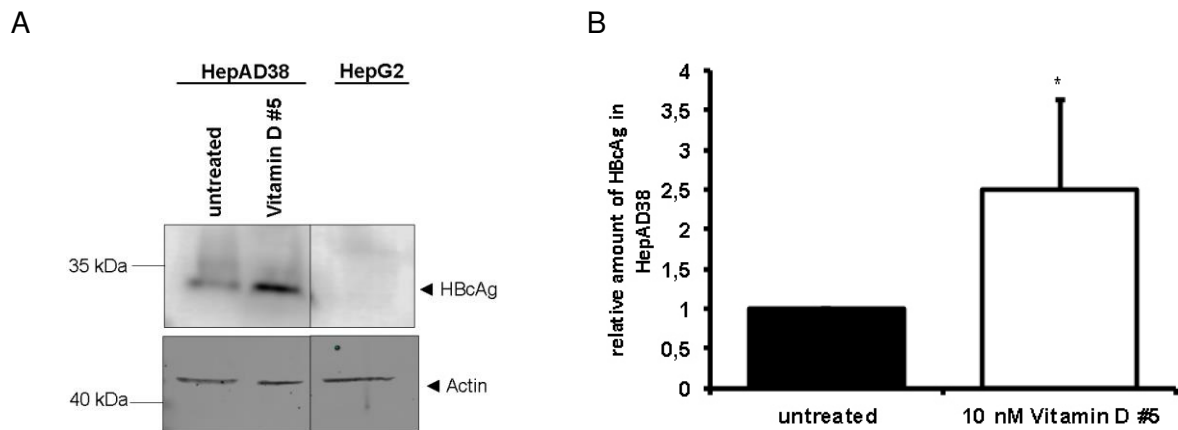 A
HepAD38
HepG2
untreated
Vitamin D #5
35 kDa
HBcAg
Actin
40 kDa
B
relative amount of HBcAg in
HepAD38
4
3,5
3
2,5
2
1,5
1
0,5
0
*
untreated
10 nM Vitamin D #5